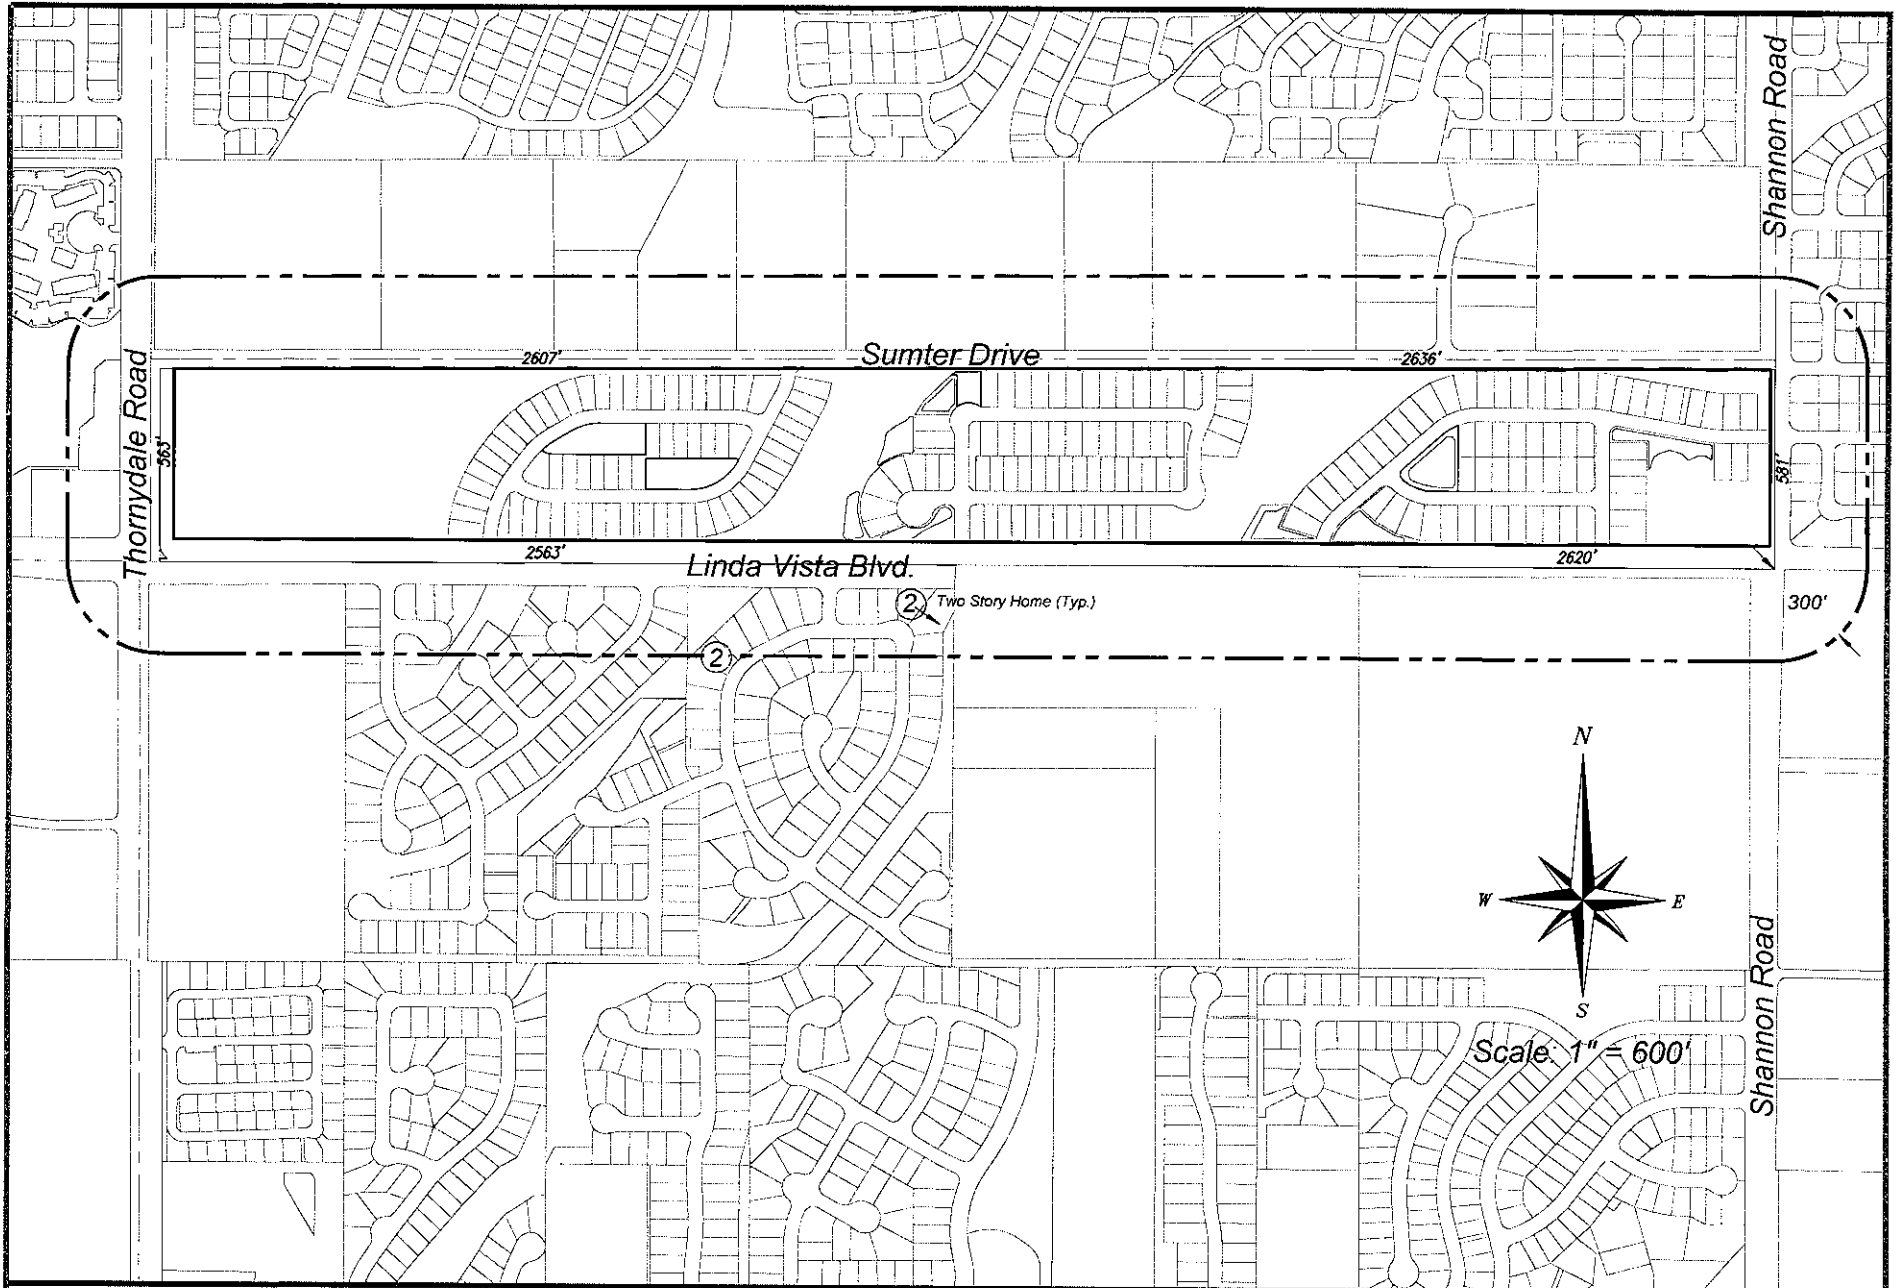 Shannon Road
2607'
Sumter Drive
2636'
Thornydale Road
563'
581'
2563'
Linda Vista Blvd.
2620'
2
Two Story Home (Typ.)
300'
2
N
W
E
S
Scale: 1" = 600'
Shannon Road